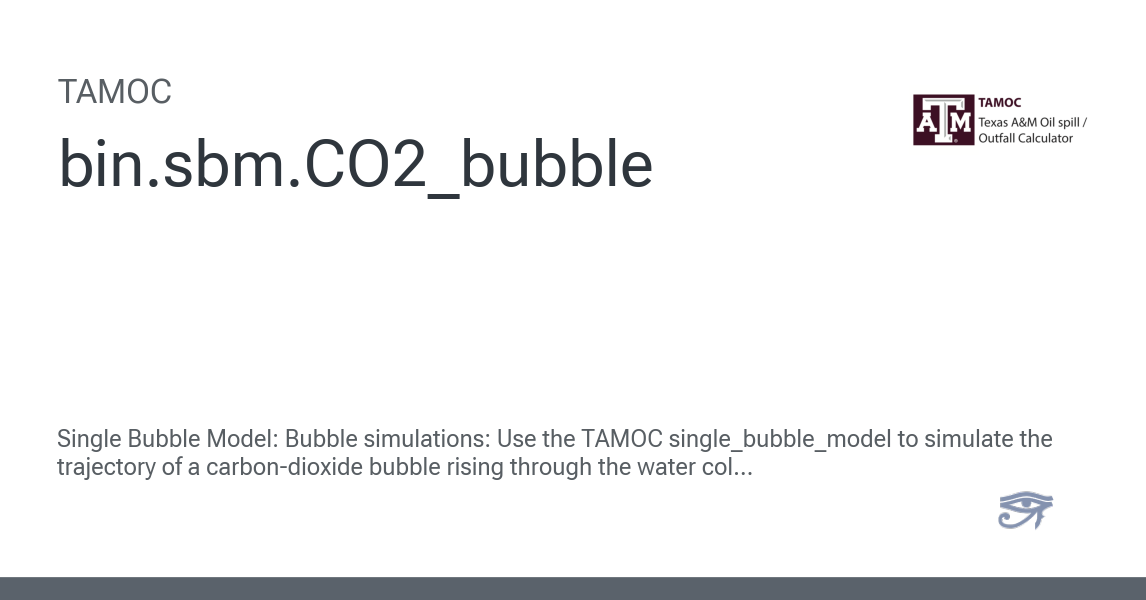 TAMOC
bin.sbm.CO2_bubble
ATM
TAMOC
Texas A&M Oil spill /
Outfall Calculator
Single Bubble Model: Bubble simulations: Use the TAMOC single_bubble_model to simulate the
trajectory of a carbon-dioxide bubble rising through the water col...